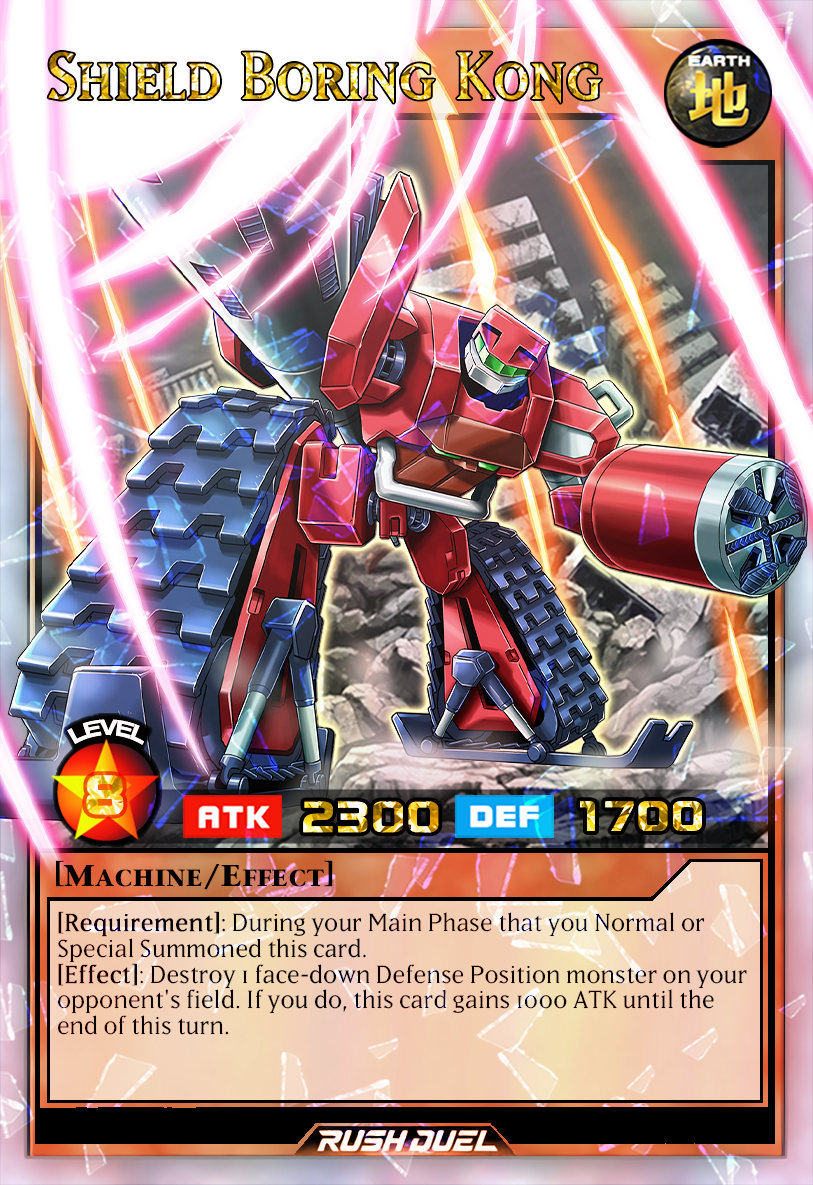 Shield Boring Kong
EARTH
地
LEVEL
8
ATK 2300 DEF 1700
[Machine/Effect]
[Requirement]: During your Main Phase that you Normal or
Special Summoned this card.
[Effect]: Destroy 1 face-down Defense Position monster on your
opponent's field. If you do, this card gains 1600 ATK until the
end of this turn.
RUSH DUEL